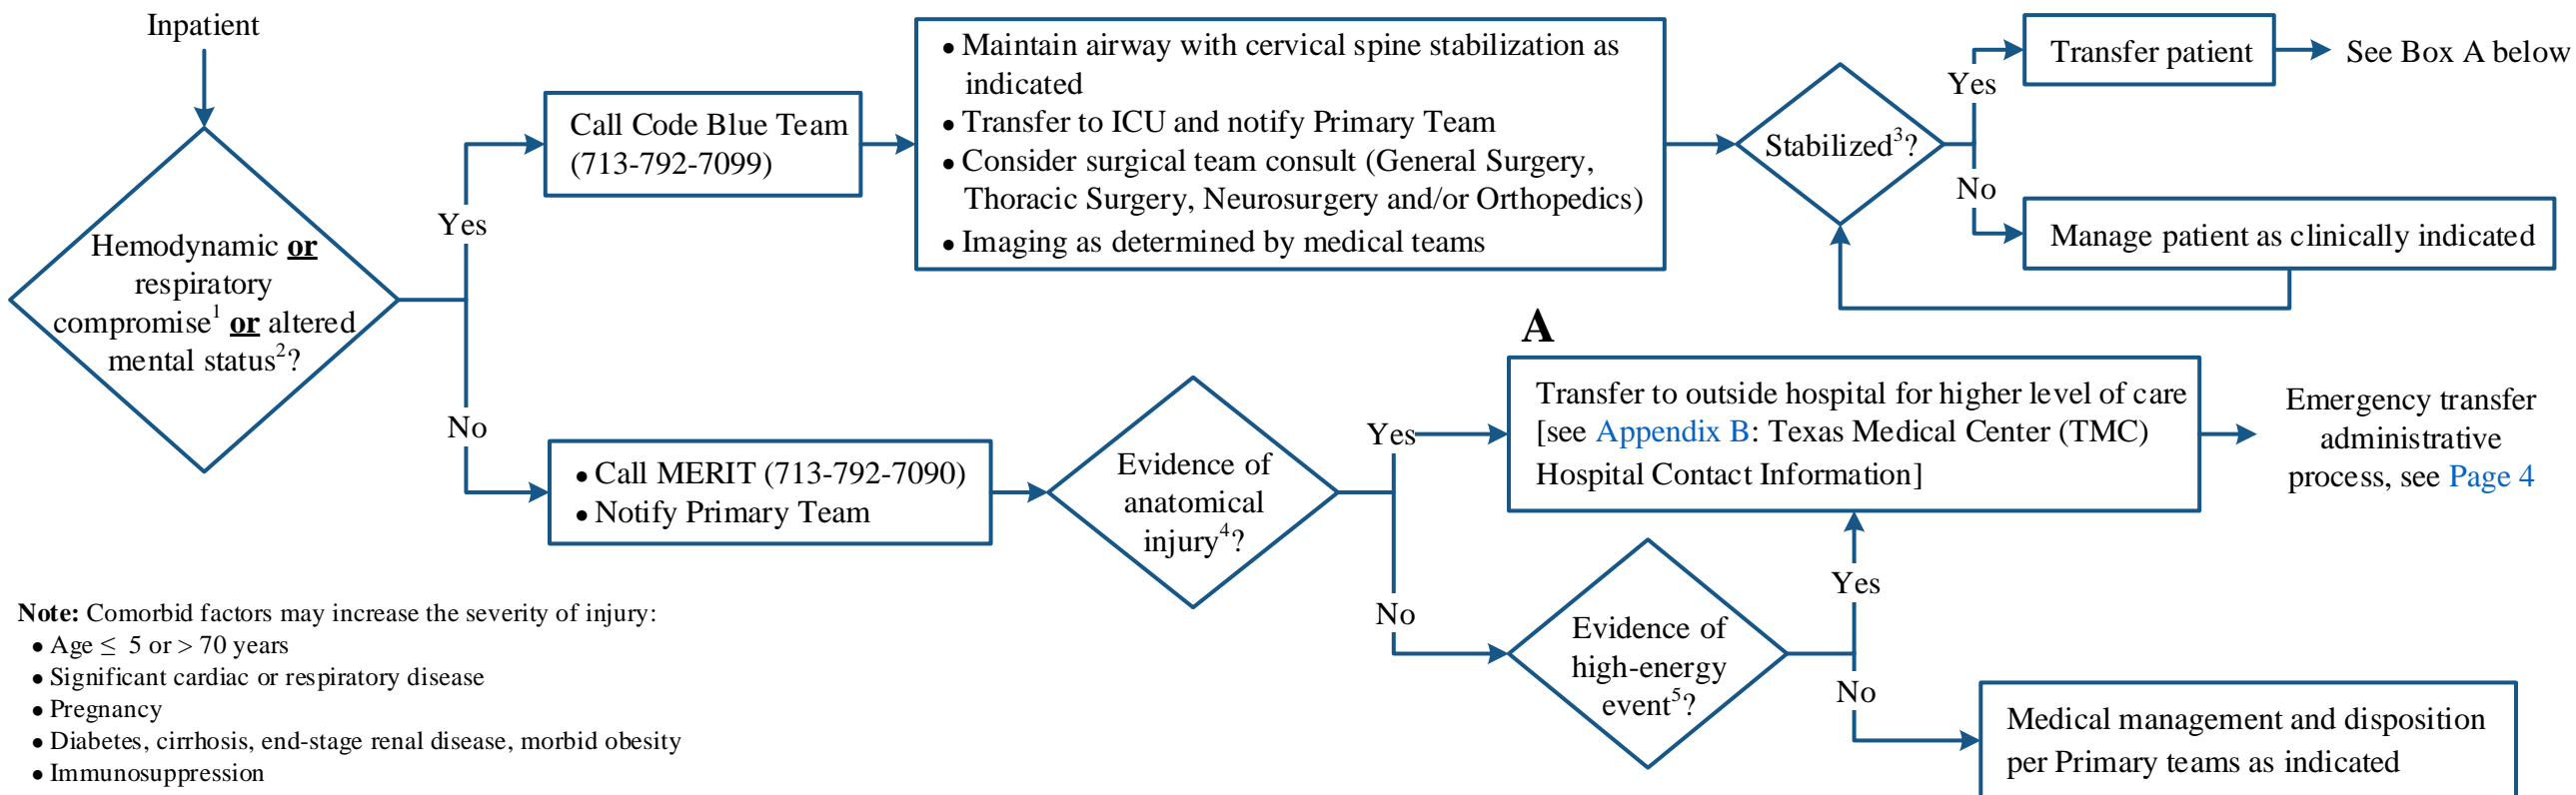 Inpatient
Hemodynamic or
respiratory
compromise¹ or altered
mental status²?
Yes
Call Code Blue Team
(713-792-7099)
• Maintain airway with cervical spine stabilization as
indicated
• Transfer to ICU and notify Primary Team
• Consider surgical team consult (General Surgery,
Thoracic Surgery, Neurosurgery and/or Orthopedics)
• Imaging as determined by medical teams
Stabilized³?
Yes
Transfer patient
See Box A below
No
Manage patient as clinically indicated
No
• Call MERIT (713-792-7090)
• Notify Primary Team
Evidence of
anatomical
injury⁴?
Yes
A
Transfer to outside hospital for higher level of care
[see Appendix B: Texas Medical Center (TMC)
Hospital Contact Information]
Emergency transfer
administrative
process, see Page 4
No
Evidence of
high-energy
event⁵?
Yes
No
Medical management and disposition
per Primary teams as indicated
Note: Comorbid factors may increase the severity of injury:
• Age ≤ 5 or > 70 years
• Significant cardiac or respiratory disease
• Pregnancy
• Diabetes, cirrhosis, end-stage renal disease, morbid obesity
• Immunosuppression